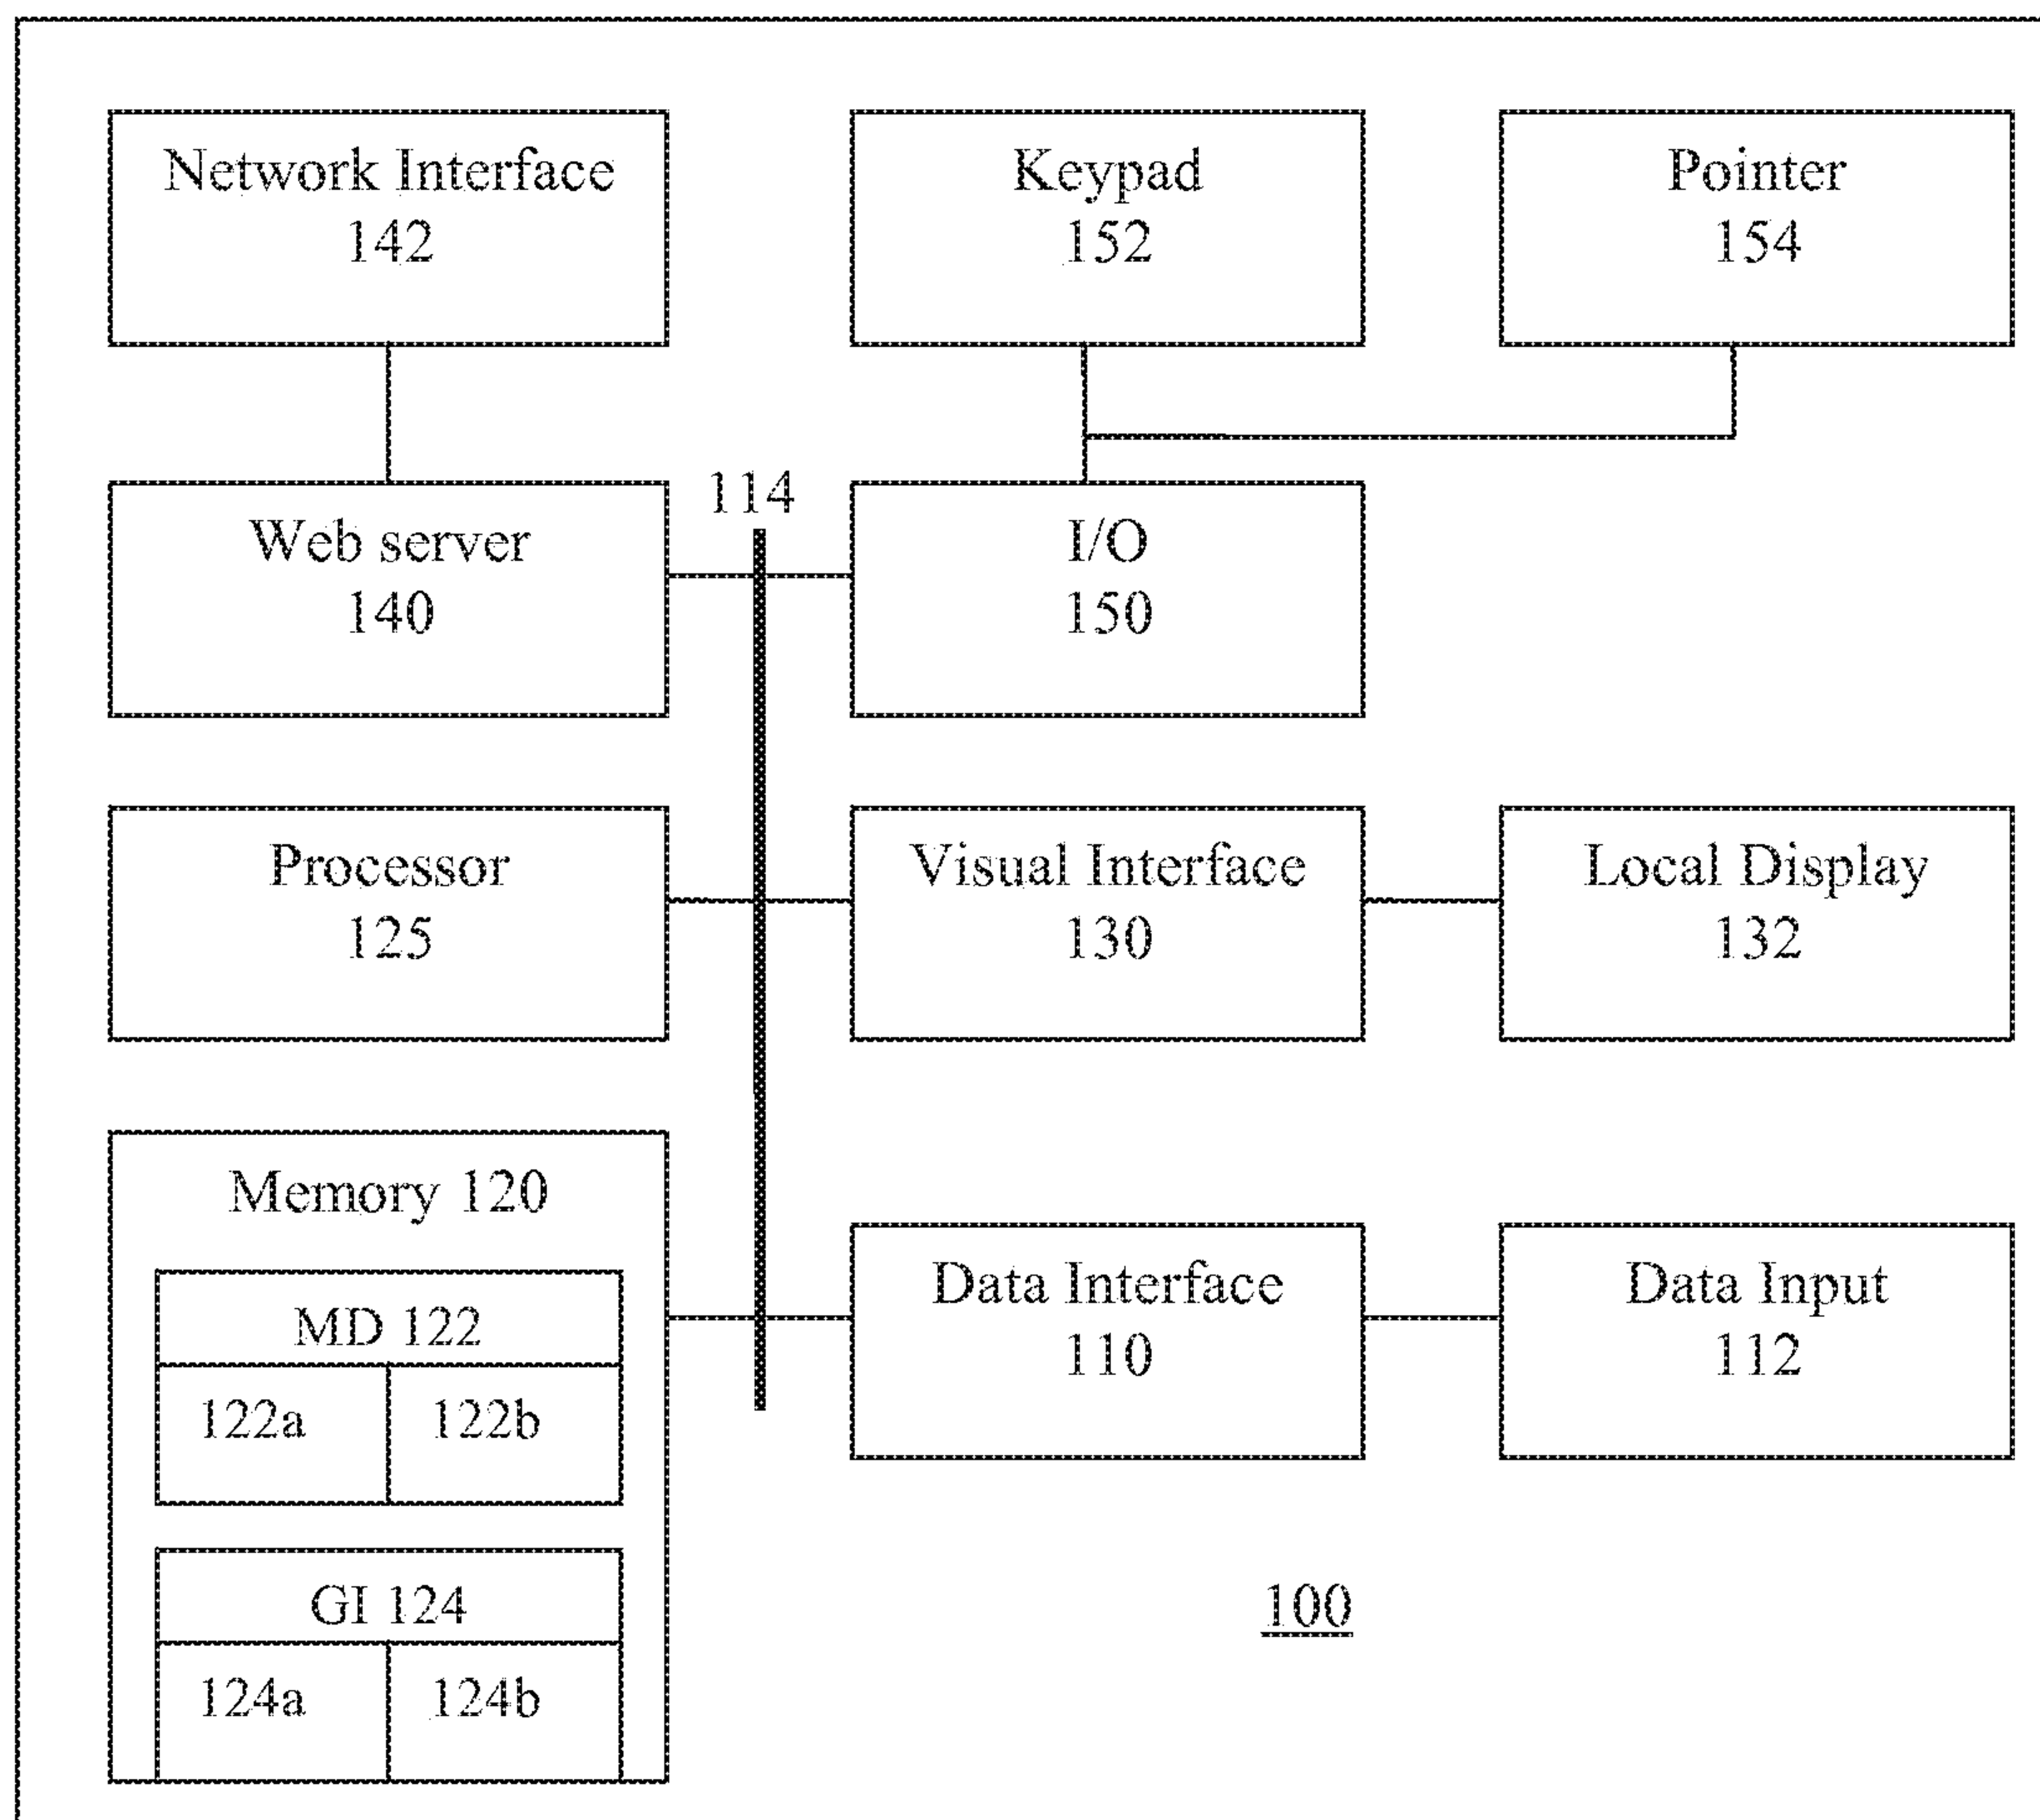 Network Interface
142
Keypad
152
Pointer
154
114
Web server
140
I/O
150
Processor
125
Visual Interface
130
Local Display
132
Memory 120
MD 122
122a
122b
GI 124
124a
124b
Data Interface
110
Data Input
112
100